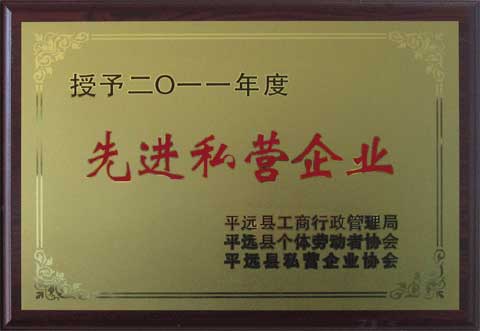 授予二〇一一年度
先进私营企业
平远县工商行政管理局
平远县个体劳动者协会
平远县私营企业协会